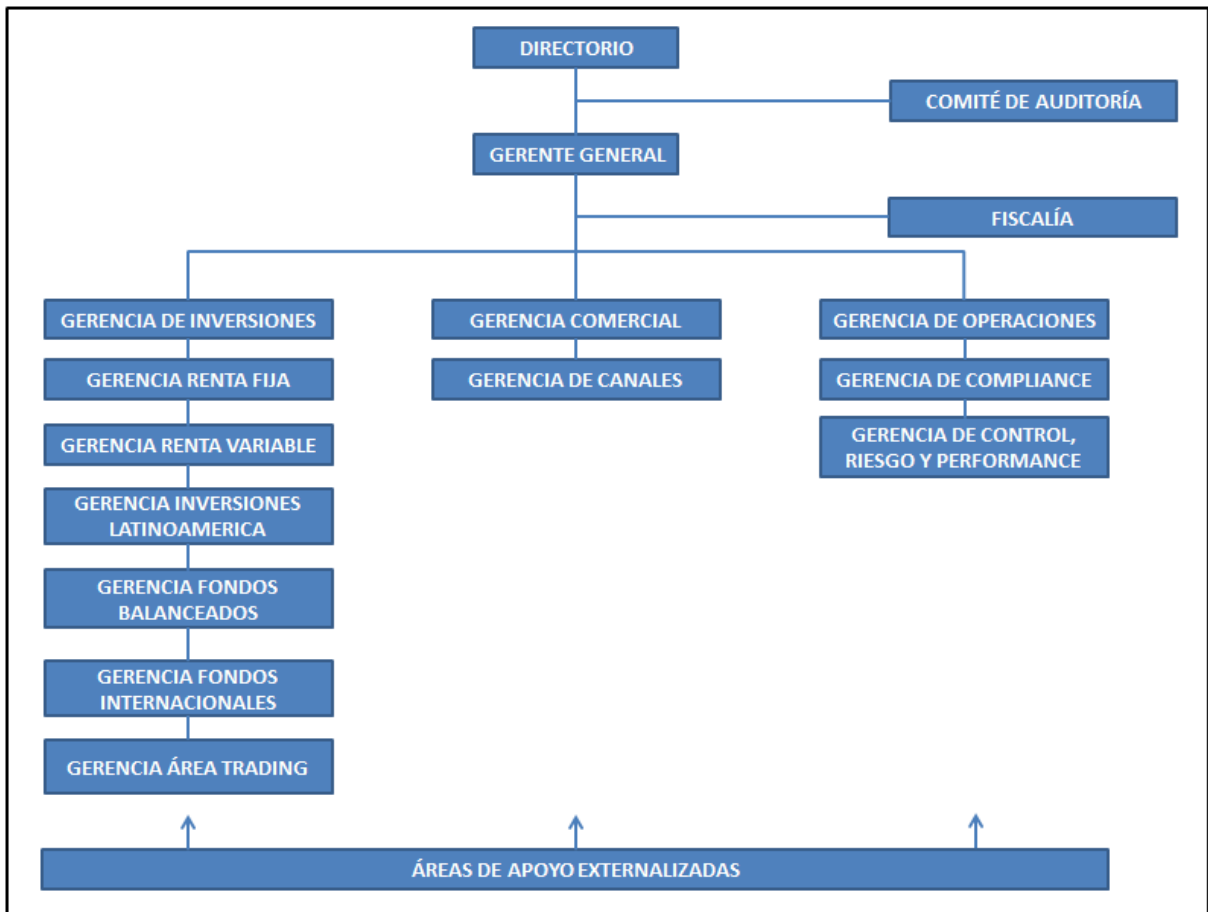 DIRECTORIO
COMITÉ DE AUDITORÍA
GERENTE GENERAL
FISCALÍA
GERENCIA DE INVERSIONES
GERENCIA COMERCIAL
GERENCIA DE OPERACIONES
GERENCIA RENTA FIJA
GERENCIA DE CANALES
GERENCIA DE COMPLIANCE
GERENCIA RENTA VARIABLE
GERENCIA DE CONTROL,
RIESGO Y PERFORMANCE
GERENCIA INVERSIONES
LATINOAMERICA
GERENCIA FONDOS
BALANCEADOS
GERENCIA FONDOS
INTERNACIONALES
GERENCIA ÁREA TRADING
ÁREAS DE APOYO EXTERNALIZADAS